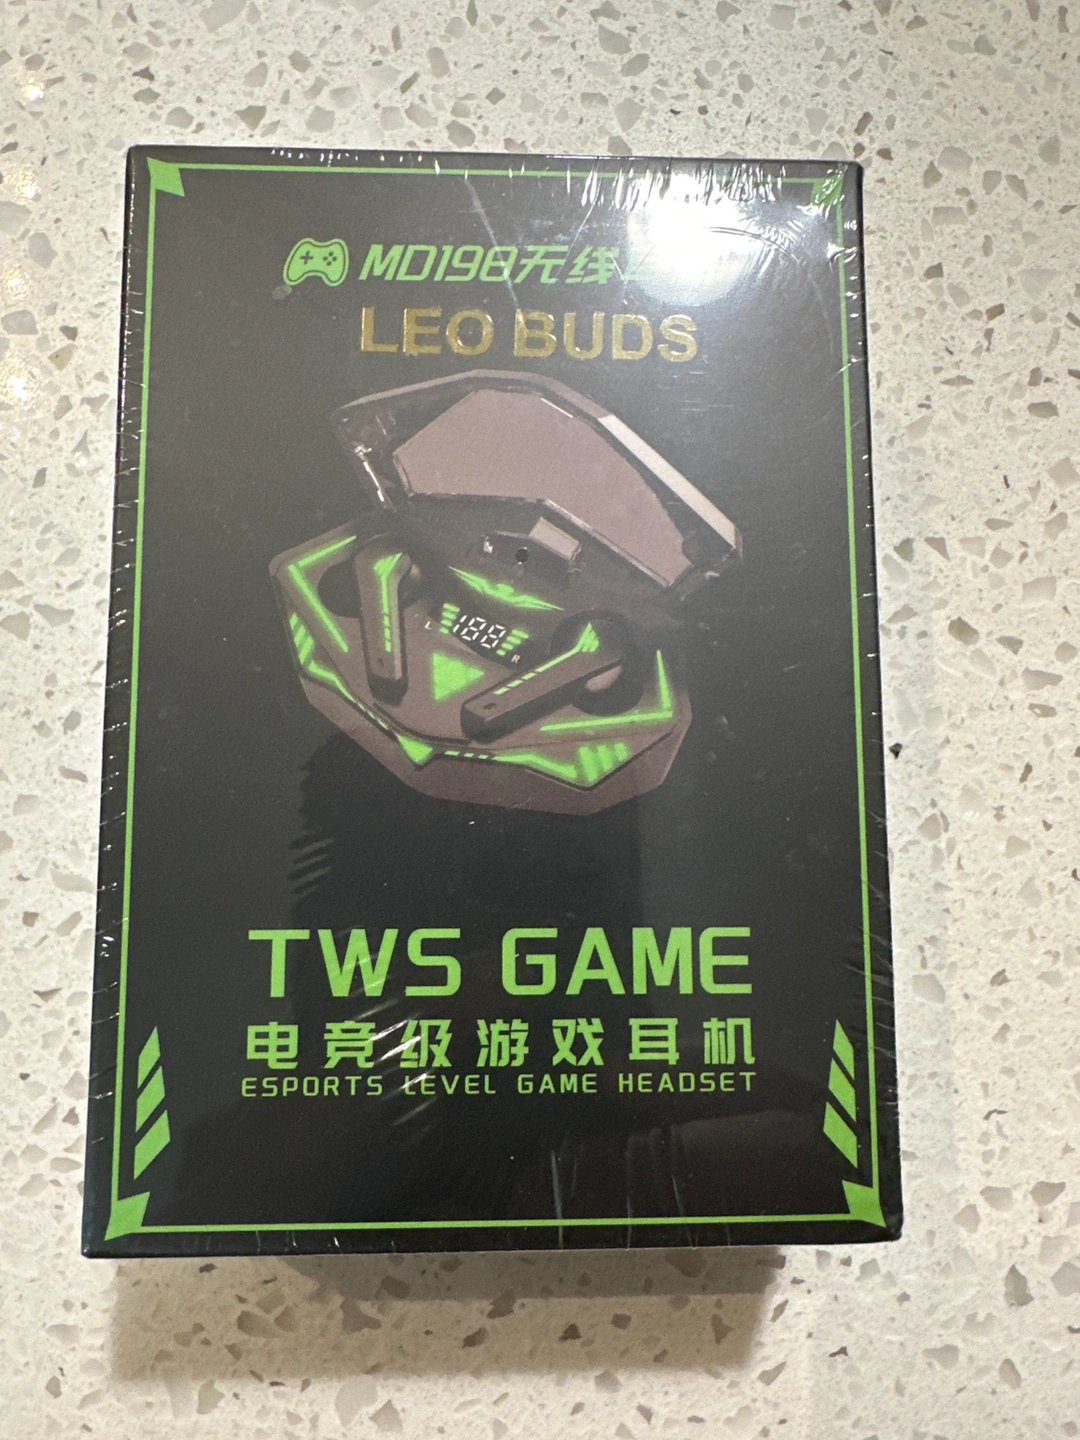 MD198无线
LEO BUDS
L 188 R
TWS GAME
电竞级游戏耳机
ESPORTS LEVEL GAME HEADSET